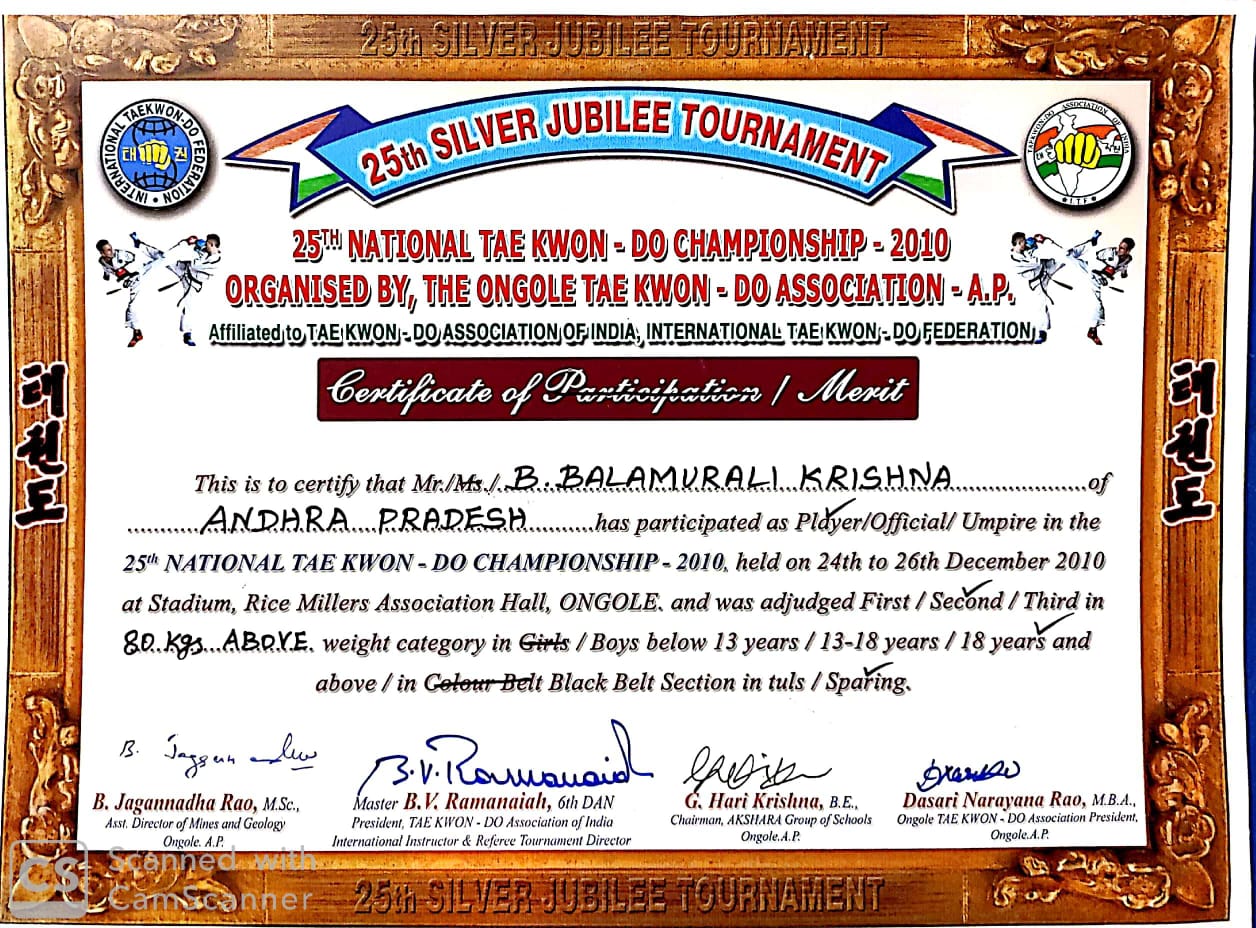 25th SILVER JUBILEE TOURNAMENT
INTERNATIONAL TAEKWON-DO FEDERATION
태 권
25th SILVER JUBILEE TOURNAMENT
TAEKWON-DO ASSOCIATION OF INDIA
I T F
25TH NATIONAL TAE KWON - DO CHAMPIONSHIP - 2010
ORGANISED BY, THE ONGOLE TAE KWON - DO ASSOCIATION - A.P.
Affiliated to TAE KWON - DO ASSOCIATION OF INDIA, INTERNATIONAL TAE KWON - DO FEDERATION
Certificate of Participation / Merit
태권도
태권도
This is to certify that Mr./Ms./..B..BALAMURALI KRISHNA....................of
..........ANDHRA PRADESH..........has participated as Player/Official/ Umpire in the
25th NATIONAL TAE KWON - DO CHAMPIONSHIP - 2010, held on 24th to 26th December 2010
at Stadium, Rice Millers Association Hall, ONGOLE. and was adjudged First / Second / Third in
80 Kgs ABOVE. weight category in Girls / Boys below 13 years / 13-18 years / 18 years and
above / in Colour Belt Black Belt Section in tuls / Sparing.
B. Jagannadha Rao, M.Sc.,
Asst. Director of Mines and Geology
Ongole. A.P.
B.V. Ramanaiah
Master B.V. Ramanaiah, 6th DAN
President, TAE KWON - DO Association of India
International Instructor & Referee Tournament Director
G. Hari Krishna, B.E.,
Chairman, AKSHARA Group of Schools
Ongole.A.P.
Dasari Narayana Rao, M.B.A.,
Ongole TAE KWON - DO Association President,
Ongole.A.P.
CS Scanned with
CamScanner
25th SILVER JUBILEE TOURNAMENT